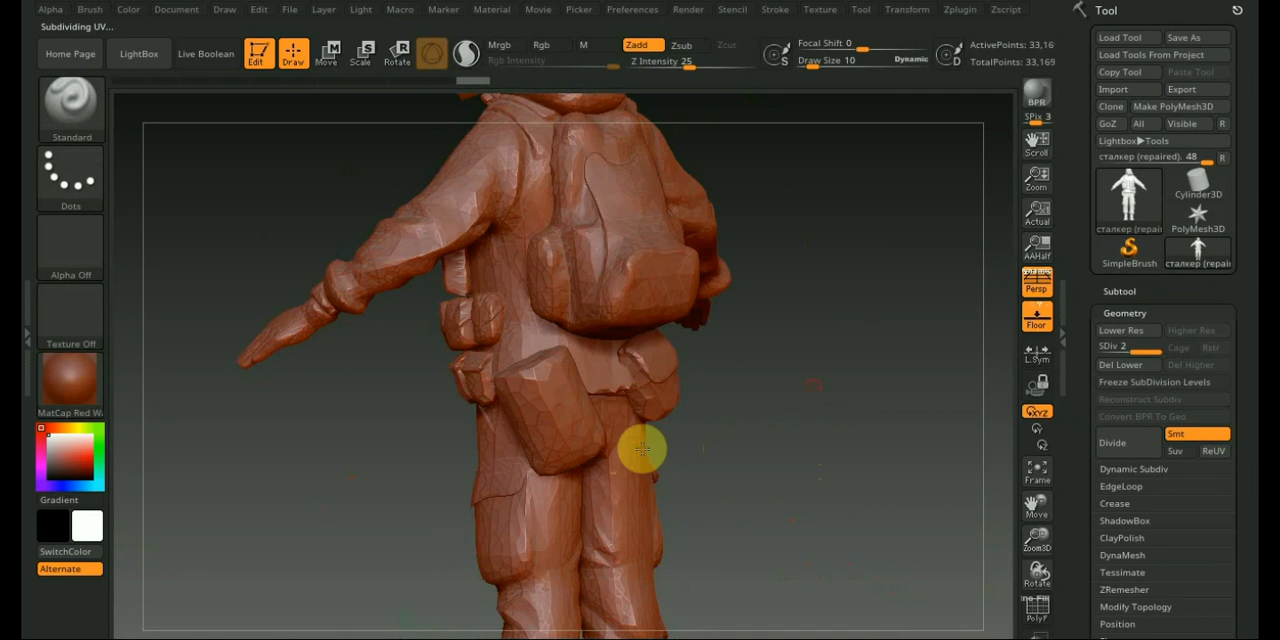 Alpha Brush Color Document Draw Edit File Layer Light Macro Marker Material Movie Picker Preferences Render Stencil Stroke Texture Tool Transform Zplugin Zscript
Subdividing UV...
Home Page LightBox Live Boolean Edit Draw Move Scale Rotate
Mrgb Rgb M Zadd Zsub Zcut
Rgb Intensity Z Intensity 25
Focal Shift 0
Draw Size 10 Dynamic
ActivePoints: 33,16
TotalPoints: 33,169
Standard
Dots
Alpha Off
Texture Off
MatCap Red W
Gradient
SwitchColor
Alternate
BPR
SPix 3
Scroll
Zoom
Actual
AAHalf
Persp
Floor
L.Sym
XYZ
Frame
Move
Zoom3D
Rotate
PolyF
Tool
Load Tool Save As
Load Tools From Project
Copy Tool Paste Tool
Import Export
Clone Make PolyMesh3D
GoZ All Visible R
Lightbox▶Tools
сталкер (repaired). 48 R
Cylinder3D
сталкер (repai PolyMesh3D
SimpleBrush сталкер (repai
Subtool
Geometry
Lower Res Higher Res
SDiv 2 Cage Rstr
Del Lower Del Higher
Freeze SubDivision Levels
Reconstruct Subdiv
Convert BPR To Geo
Divide Smt
Suv ReUV
Dynamic Subdiv
EdgeLoop
Crease
ShadowBox
ClayPolish
DynaMesh
Tessimate
ZRemesher
Modify Topology
Position